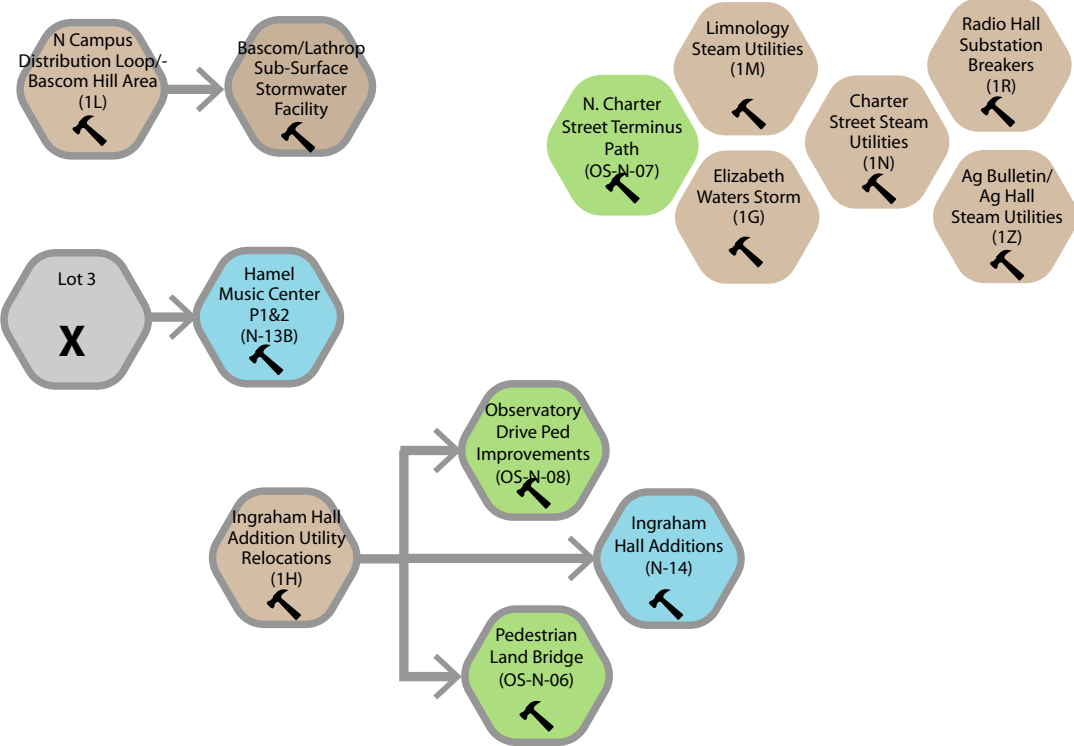 N Campus
Distribution Loop/-
Bascom Hill Area
(1L)
Bascom/Lathrop
Sub-Surface
Stormwater
Facility
N. Charter
Street Terminus
Path
(OS-N-07)
Limnology
Steam Utilities
(1M)
Elizabeth
Waters Storm
(1G)
Charter
Street Steam
Utilities
(1N)
Radio Hall
Substation
Breakers
(1R)
Ag Bulletin/
Ag Hall
Steam Utilities
(1Z)
Lot 3
X
Hamel
Music Center
P1&2
(N-13B)
Ingraham Hall
Addition Utility
Relocations
(1H)
Observatory
Drive Ped
Improvements
(OS-N-08)
Ingraham
Hall Additions
(N-14)
Pedestrian
Land Bridge
(OS-N-06)